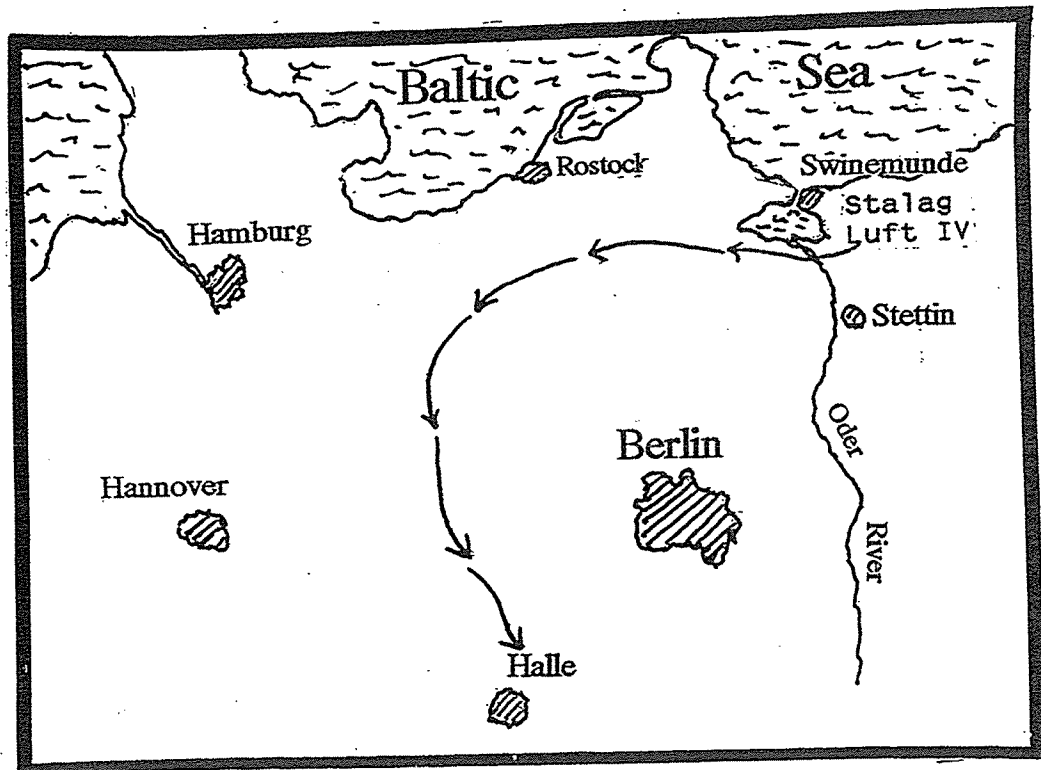 Baltic Sea
Rostock
Swinemunde
Stalag
Luft IV
Hamburg
Stettin
Oder
River
Berlin
Hannover
Halle